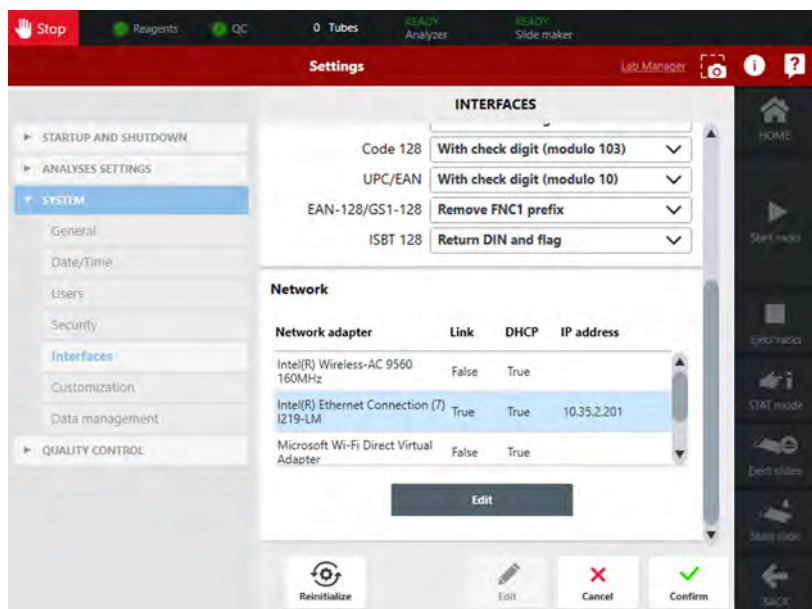 Stop
Reagents
QC
0 Tubes
READY
Analyzer
READY
Slide maker
Settings
Lab Manager
i
?
INTERFACES
STARTUP AND SHUTDOWN
ANALYSES SETTINGS
SYSTEM
General
Date/Time
Users
Security
Interfaces
Customization
Data management
QUALITY CONTROL
Code 128 With check digit (modulo 103)
UPC/EAN With check digit (modulo 10)
EAN-128/GS1-128 Remove FNC1 prefix
ISBT 128 Return DIN and flag
Network
Network adapter Link DHCP IP address
Intel(R) Wireless-AC 9560
160MHz False True
Intel(R) Ethernet Connection (7)
I219-LM True True 10.35.2.201
Microsoft Wi-Fi Direct Virtual
Adapter False True
Edit
Reinitialize
Edit
Cancel
Confirm
HOME
Start racks
Eject racks
STAT mode
Eject slides
BACK